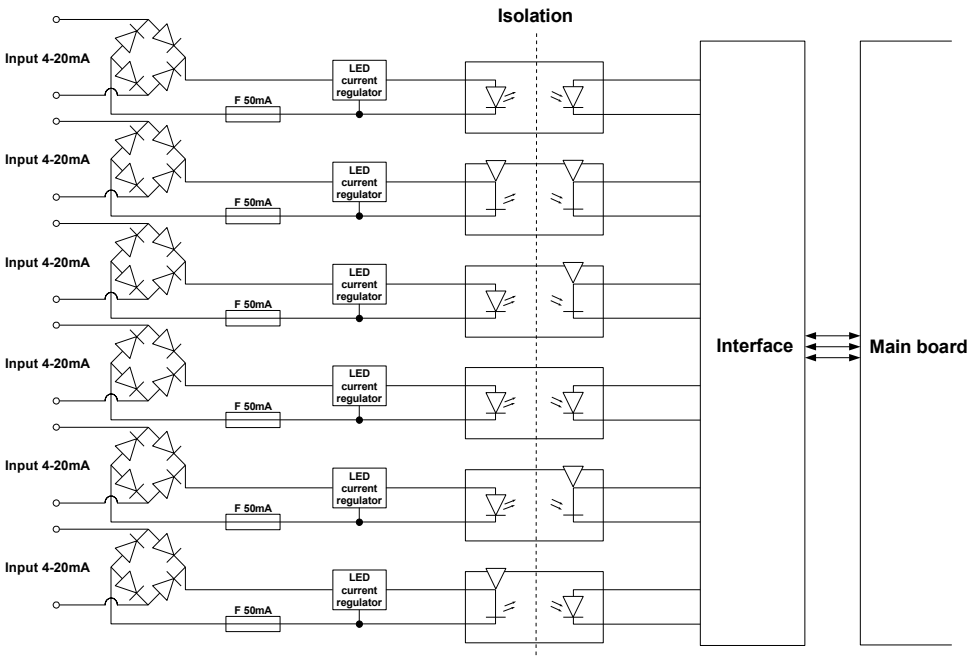 Isolation
Input 4-20mA
LED
current
regulator
F 50mA
Input 4-20mA
LED
current
regulator
F 50mA
Input 4-20mA
LED
current
regulator
F 50mA
Interface
Main board
Input 4-20mA
LED
current
regulator
F 50mA
Input 4-20mA
LED
current
regulator
F 50mA
Input 4-20mA
LED
current
regulator
F 50mA